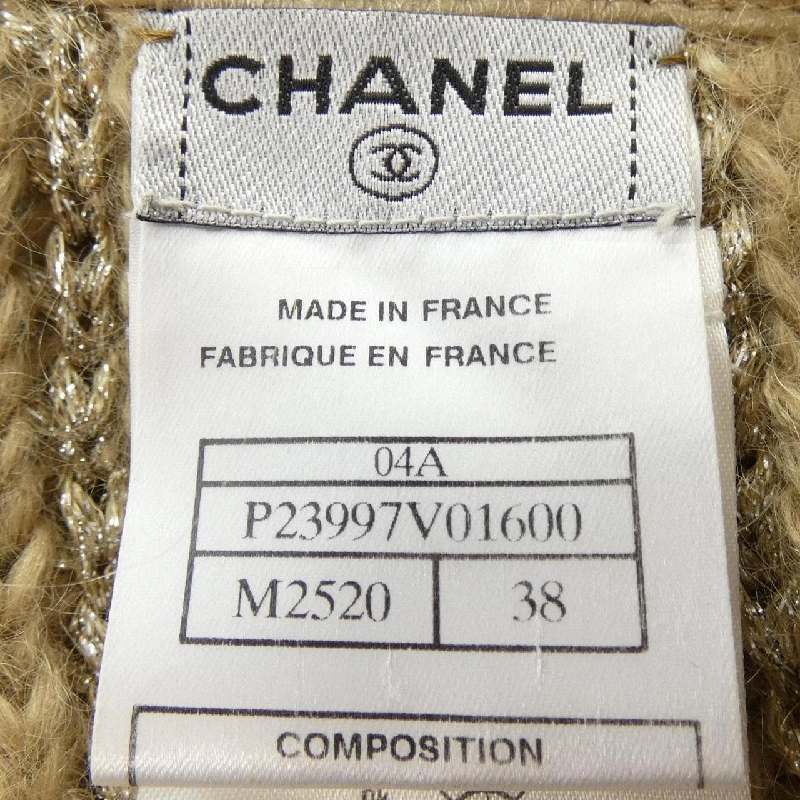 CHANEL
MADE IN FRANCE
FABRIQUE EN FRANCE
04A
P23997V01600
M2520 38
COMPOSITION